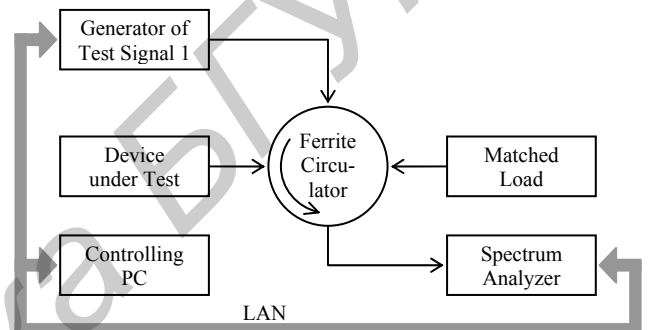 Generator of
Test Signal 1
Device
under Test
Ferrite
Circu-
lator
Matched
Load
Controlling
PC
Spectrum
Analyzer
LAN